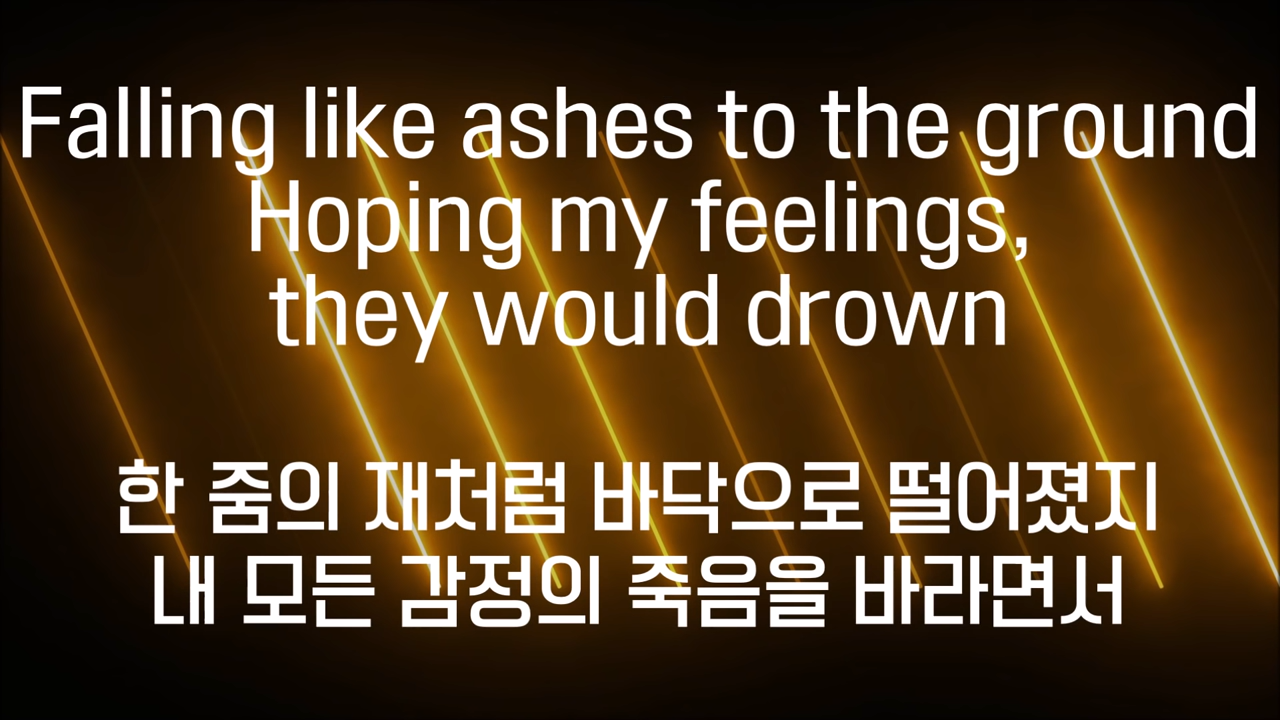 Falling like ashes to the ground
Hoping my feelings,
they would drown
한 줌의 재처럼 바닥으로 떨어졌지
내 모든 감정의 죽음을 바라면서